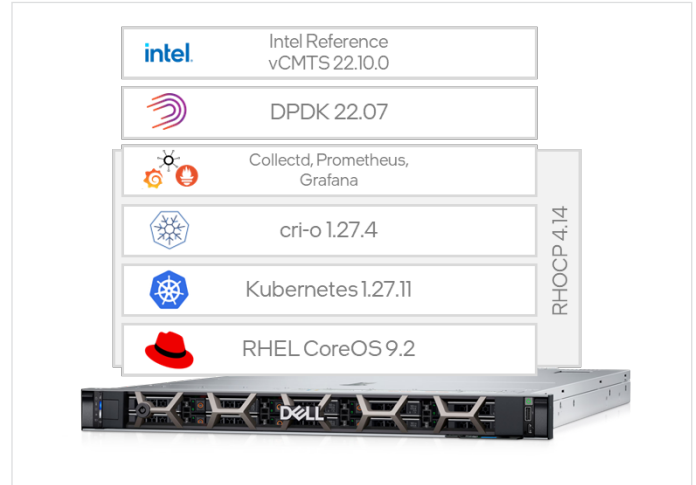 intel.
Intel Reference
vCMTS 22.10.0
DPDK 22.07
Collectd, Prometheus,
Grafana
cri-o 1.27.4
Kubernetes 1.27.11
RHEL CoreOS 9.2
RHOCP 4.14
DELL